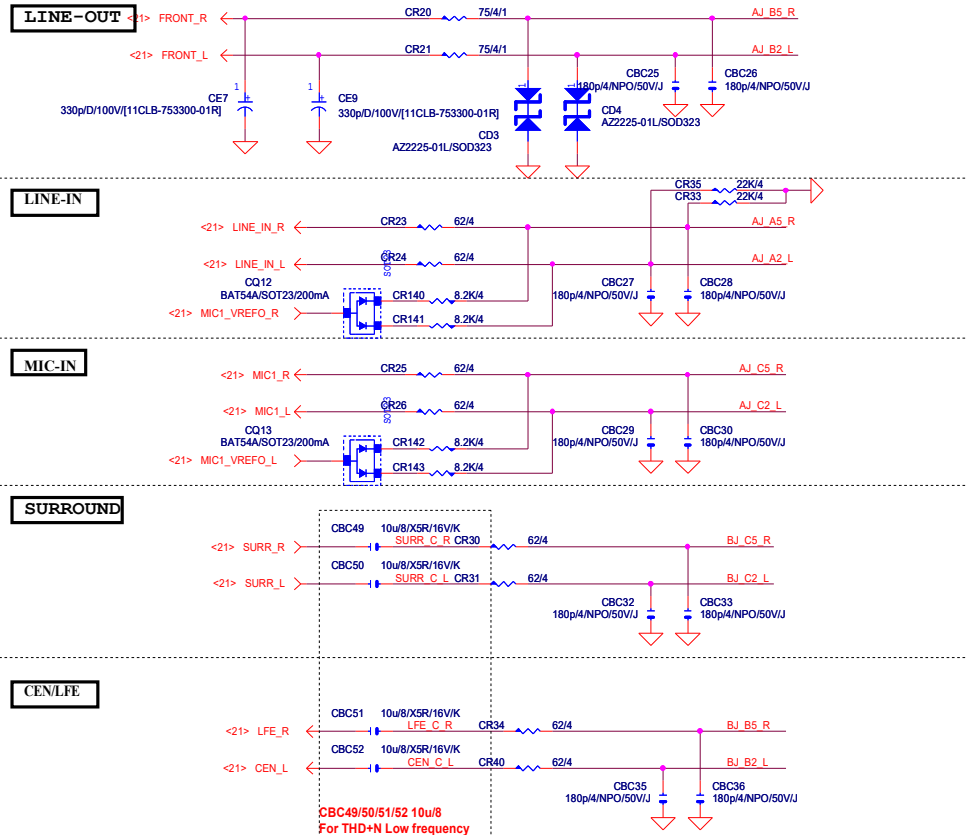 LINE-OUT
<21> FRONT_R
CR20 75/4/1
AJ_B5_R
<21> FRONT_L
CR21 75/4/1
AJ_B2_L
1
CE7
330p/D/100V/[11CLB-753300-01R]
1
CE9
330p/D/100V/[11CLB-753300-01R]
1
CD3
AZ2225-01L/SOD323
1
CD4
AZ2225-01L/SOD323
CBC25
180p/4/NPO/50V/J
CBC26
180p/4/NPO/50V/J
LINE-IN
CR35 22K/4
CR33 22K/4
<21> LINE_IN_R
CR23 62/4
AJ_A5_R
<21> LINE_IN_L
CR24 62/4
AJ_A2_L
CQ12
BAT54A/SOT23/200mA
SOT23
<21> MIC1_VREFO_R
CR140 8.2K/4
CR141 8.2K/4
CBC27
180p/4/NPO/50V/J
CBC28
180p/4/NPO/50V/J
MIC-IN
<21> MIC1_R
CR25 62/4
AJ_C5_R
<21> MIC1_L
CR26 62/4
AJ_C2_L
CQ13
BAT54A/SOT23/200mA
SOT23
<21> MIC1_VREFO_L
CR142 8.2K/4
CR143 8.2K/4
CBC29
180p/4/NPO/50V/J
CBC30
180p/4/NPO/50V/J
SURROUND
CBC49 10u/8/X5R/16V/K
<21> SURR_R
SURR_C_R CR30 62/4
BJ_C5_R
CBC50 10u/8/X5R/16V/K
<21> SURR_L
SURR_C_L CR31 62/4
BJ_C2_L
CBC32
180p/4/NPO/50V/J
CBC33
180p/4/NPO/50V/J
CEN/LFE
CBC51 10u/8/X5R/16V/K
<21> LFE_R
LFE_C_R CR34 62/4
BJ_B5_R
CBC52 10u/8/X5R/16V/K
<21> CEN_L
CEN_C_L CR40 62/4
BJ_B2_L
CBC35
180p/4/NPO/50V/J
CBC36
180p/4/NPO/50V/J
CBC49/50/51/52 10u/8
For THD+N Low frequency